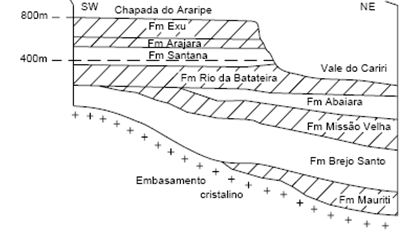 SW
NE
Chapada do Araripe
800m
Fm Exu
Fm Arajara
Fm Santana
400m
Vale do Cariri
Fm Rio da Batateira
Fm Abaiara
Fm Missão Velha
Fm Brejo Santo
Embasamento
cristalino
Fm Mauriti